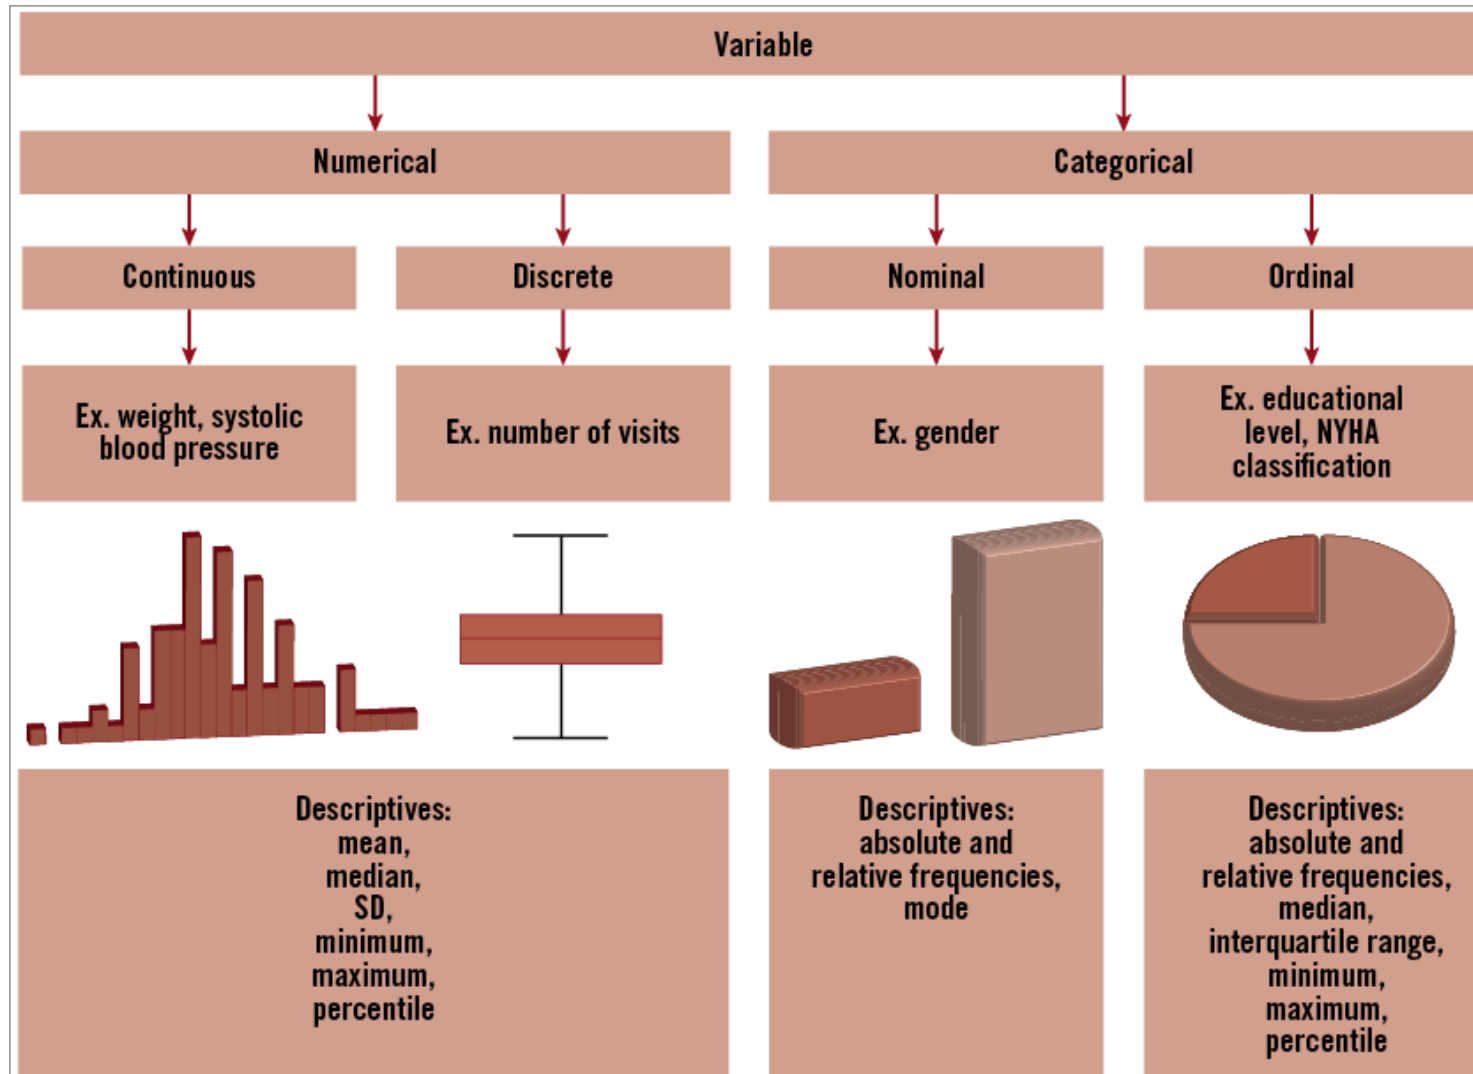 Variable
Numerical
Categorical
Continuous
Discrete
Nominal
Ordinal
Ex. weight, systolic
blood pressure
Ex. number of visits
Ex. gender
Ex. educational
level, NYHA
classification
Descriptives:
mean,
median,
SD,
minimum,
maximum,
percentile
Descriptives:
absolute and
relative frequencies,
mode
Descriptives:
absolute and
relative frequencies,
median,
interquartile range,
minimum,
maximum,
percentile